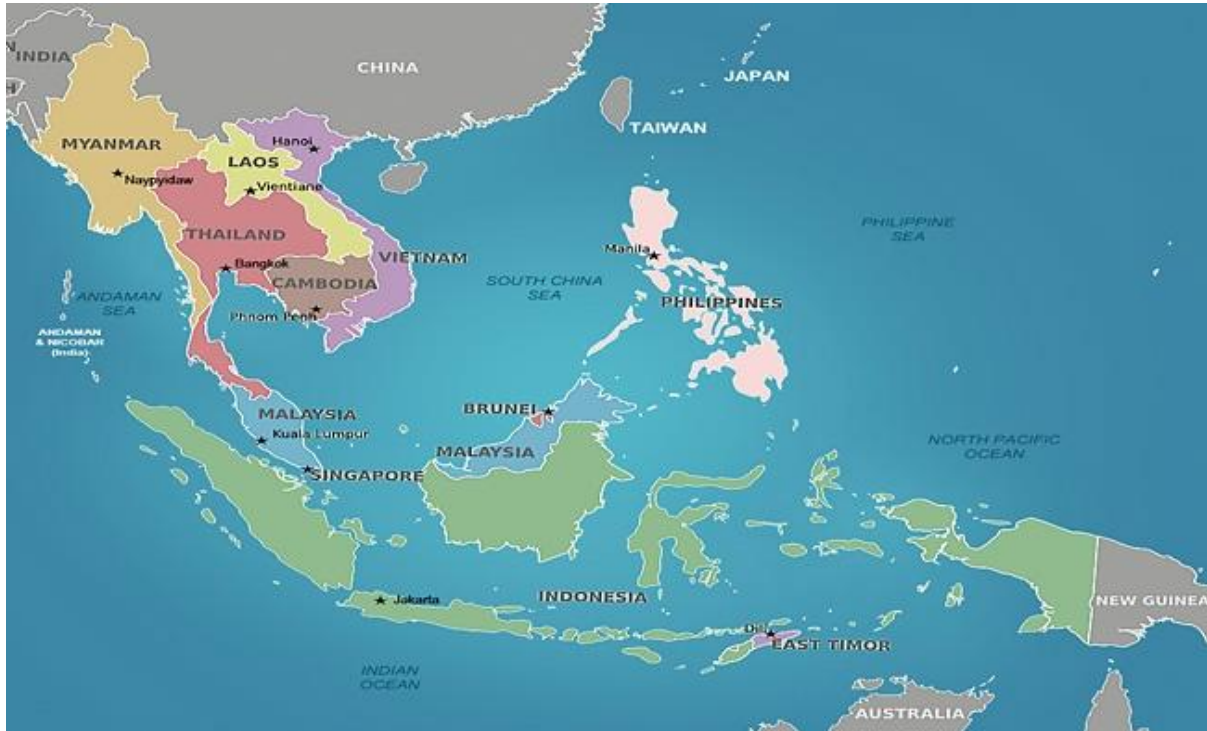 INDIA
CHINA
JAPAN
TAIWAN
MYANMAR
Hanoi
LAOS
Naypyidaw
Vientiane
THAILAND
PHILIPPINE
SEA
Manila
VIETNAM
Bangkok
CAMBODIA
SOUTH CHINA
SEA
ANDAMAN
SEA
PHILIPPINES
Phnom Penh
ANDAMAN
& NICOBAR
(India)
BRUNEI
MALAYSIA
Kuala Lumpur
MALAYSIA
NORTH PACIFIC
OCEAN
SINGAPORE
INDONESIA
Jakarta
NEW GUINEA
Dili
EAST TIMOR
INDIAN
OCEAN
AUSTRALIA